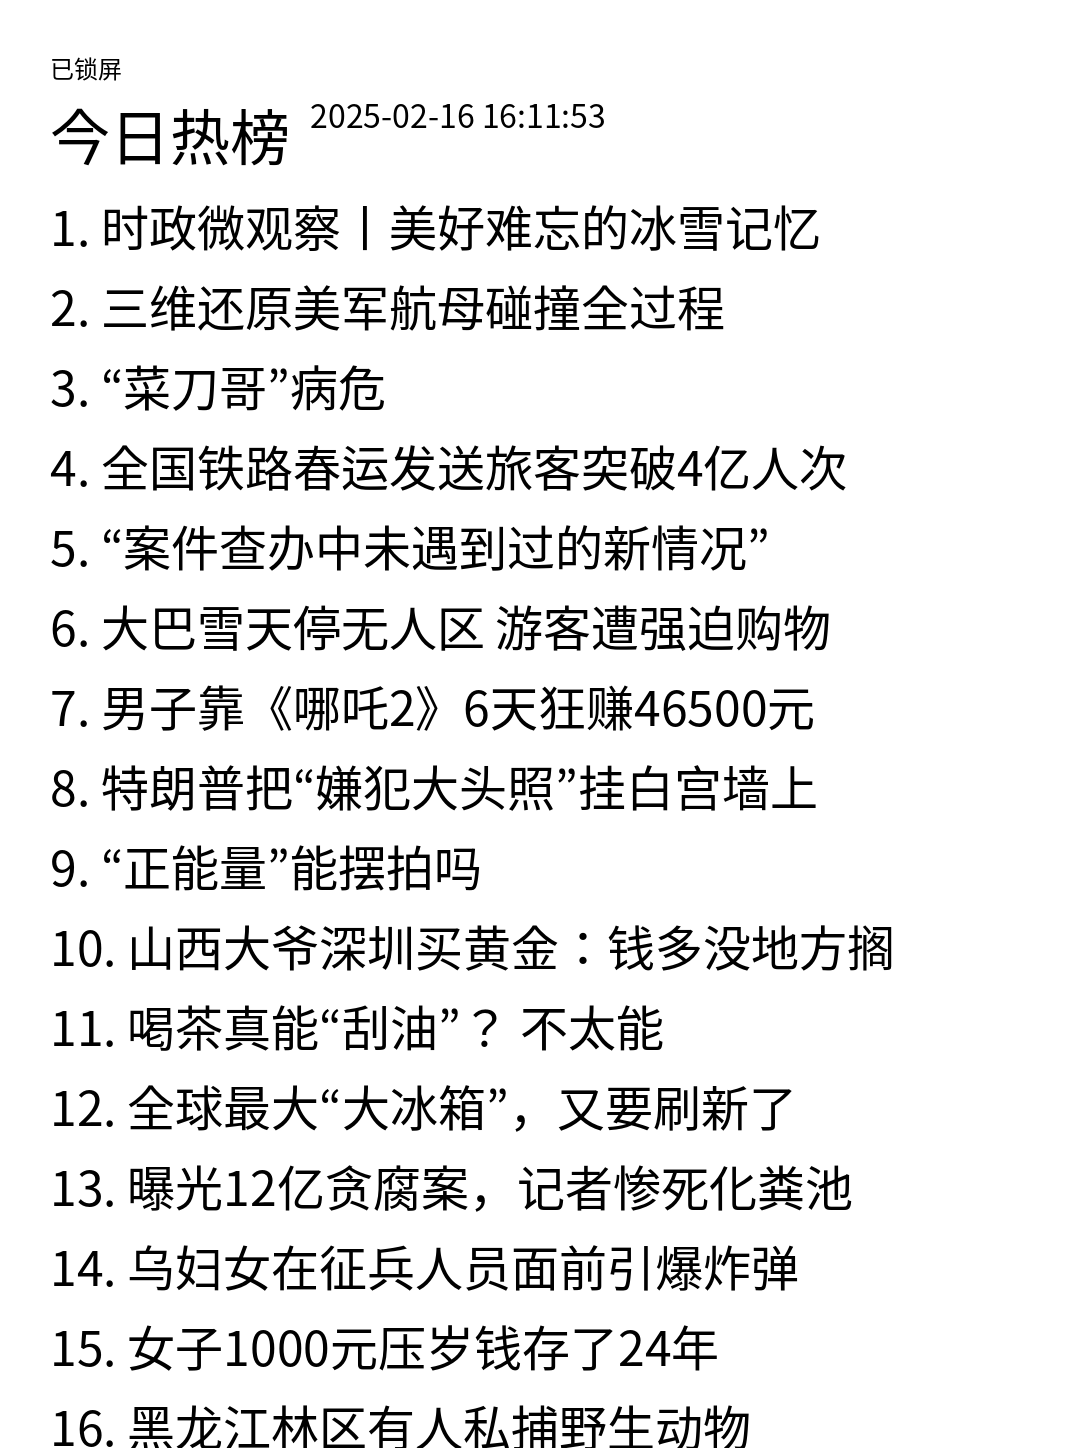 已锁屏
今日热榜 2025-02-16 16:11:53
1. 时政微观察丨美好难忘的冰雪记忆
2. 三维还原美军航母碰撞全过程
3. “菜刀哥”病危
4. 全国铁路春运发送旅客突破4亿人次
5. “案件查办中未遇到过的新情况”
6. 大巴雪天停无人区 游客遭强迫购物
7. 男子靠《哪吒2》6天狂赚46500元
8. 特朗普把“嫌犯大头照”挂白宫墙上
9. “正能量”能摆拍吗
10. 山西大爷深圳买黄金：钱多没地方搁
11. 喝茶真能“刮油”？ 不太能
12. 全球最大“大冰箱”，又要刷新了
13. 曝光12亿贪腐案，记者惨死化粪池
14. 乌妇女在征兵人员面前引爆炸弹
15. 女子1000元压岁钱存了24年
16. 黑龙江林区有人私捕野生动物